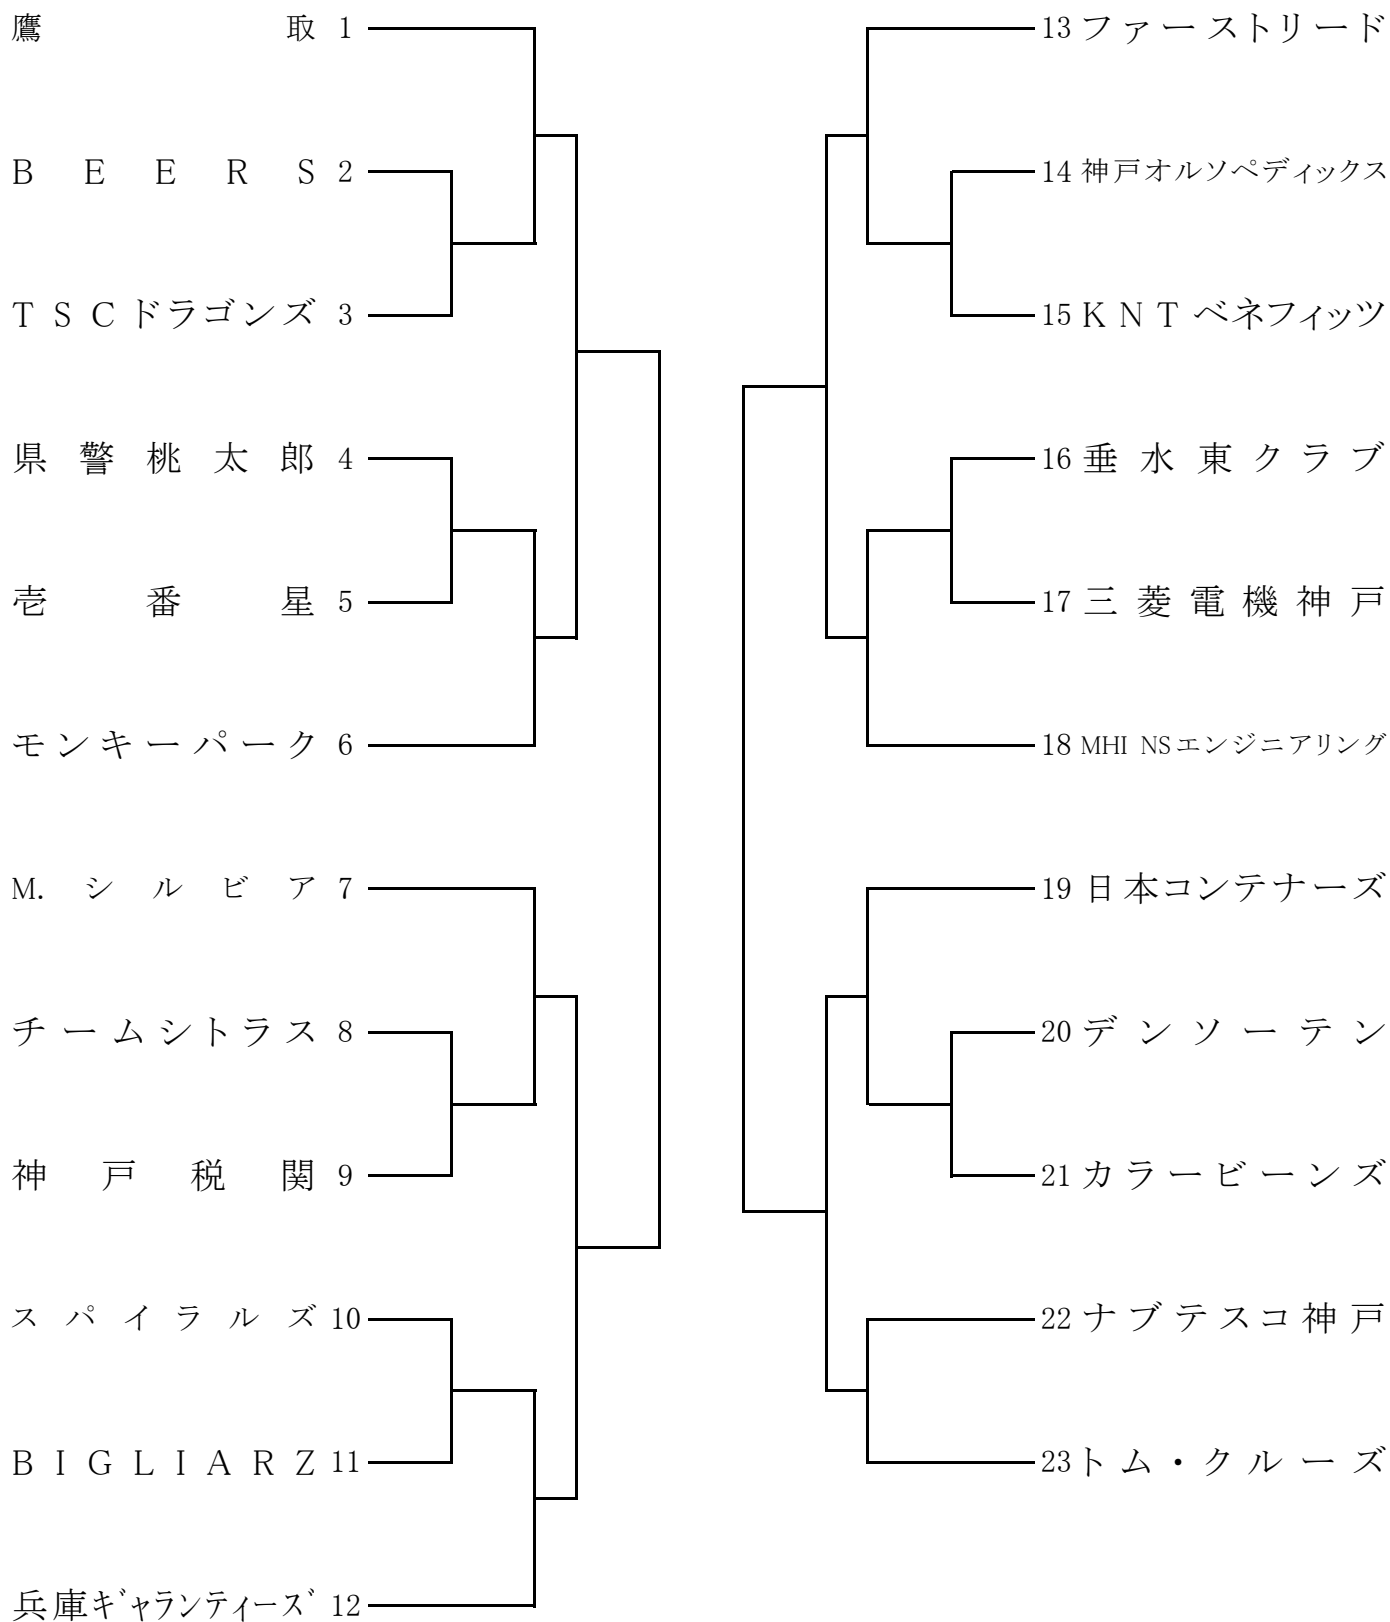 鷹取 1
BEERS 2
TSCドラゴンズ 3
県警桃太郎 4
壱番星 5
モンキーパーク 6
M.シルビア 7
チームシトラス 8
神戸税関 9
スパイラルズ 10
BIGLIARZ 11
兵庫ｷﾞｬランティーｽﾞ 12
13 ファーストリード
14 神戸オルソペディックス
15 KNTベネフィッツ
16 垂水東クラブ
17 三菱電機神戸
18 MHI NSエンジニアリング
19 日本コンテナーズ
20 デンソーテン
21 カラービーンズ
22 ナブテスコ神戸
23 トム・クルーズ